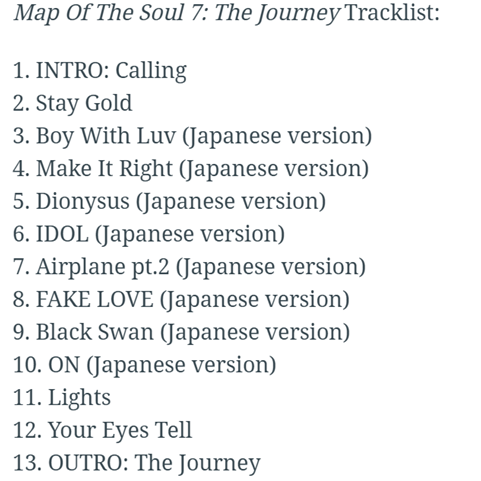 Map Of The Soul 7: The Journey Tracklist:
1. INTRO: Calling
2. Stay Gold
3. Boy With Luv (Japanese version)
4. Make It Right (Japanese version)
5. Dionysus (Japanese version)
6. IDOL (Japanese version)
7. Airplane pt.2 (Japanese version)
8. FAKE LOVE (Japanese version)
9. Black Swan (Japanese version)
10. ON (Japanese version)
11. Lights
12. Your Eyes Tell
13. OUTRO: The Journey